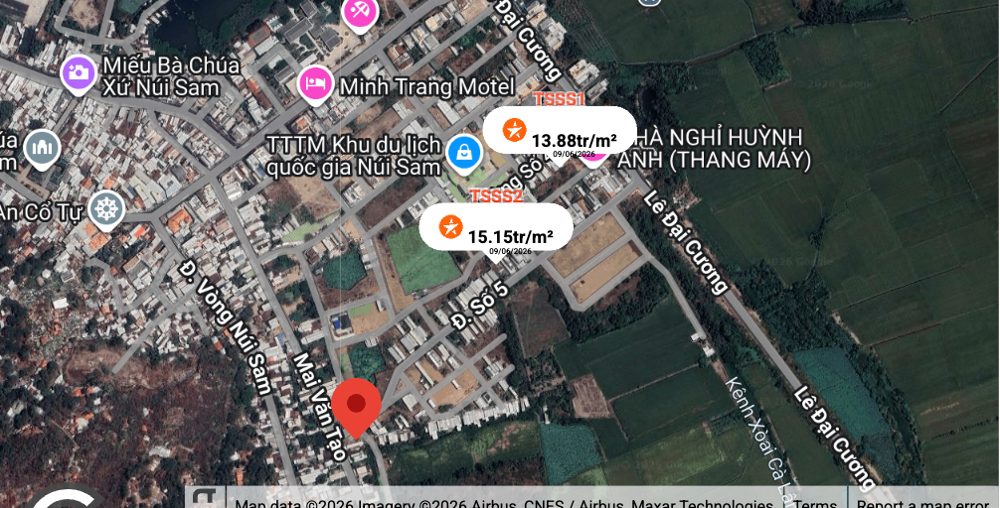 Đại Cương
Miếu Bà Chúa
Xứ Núi Sam
Minh Trang Motel
TSSS1
13.88tr/m²
09/06/2026
HÀ NGHỈ HUỲNH
ANH (THANG MÁY)
TTTM Khu du lịch
quốc gia Núi Sam
ng Số
TSSS2
15.15tr/m²
09/06/2026
An Cổ Tự
Lê Đại Cương
Đ. Vòng Núi Sam
Đ. Số 5
Mai Văn Tạo
Kênh Xoài Cà
Lê Đại Cương
Map data ©2026 Imagery ©2026 Airbus, CNES / Airbus, Maxar Technologies
Terms
Report a map error